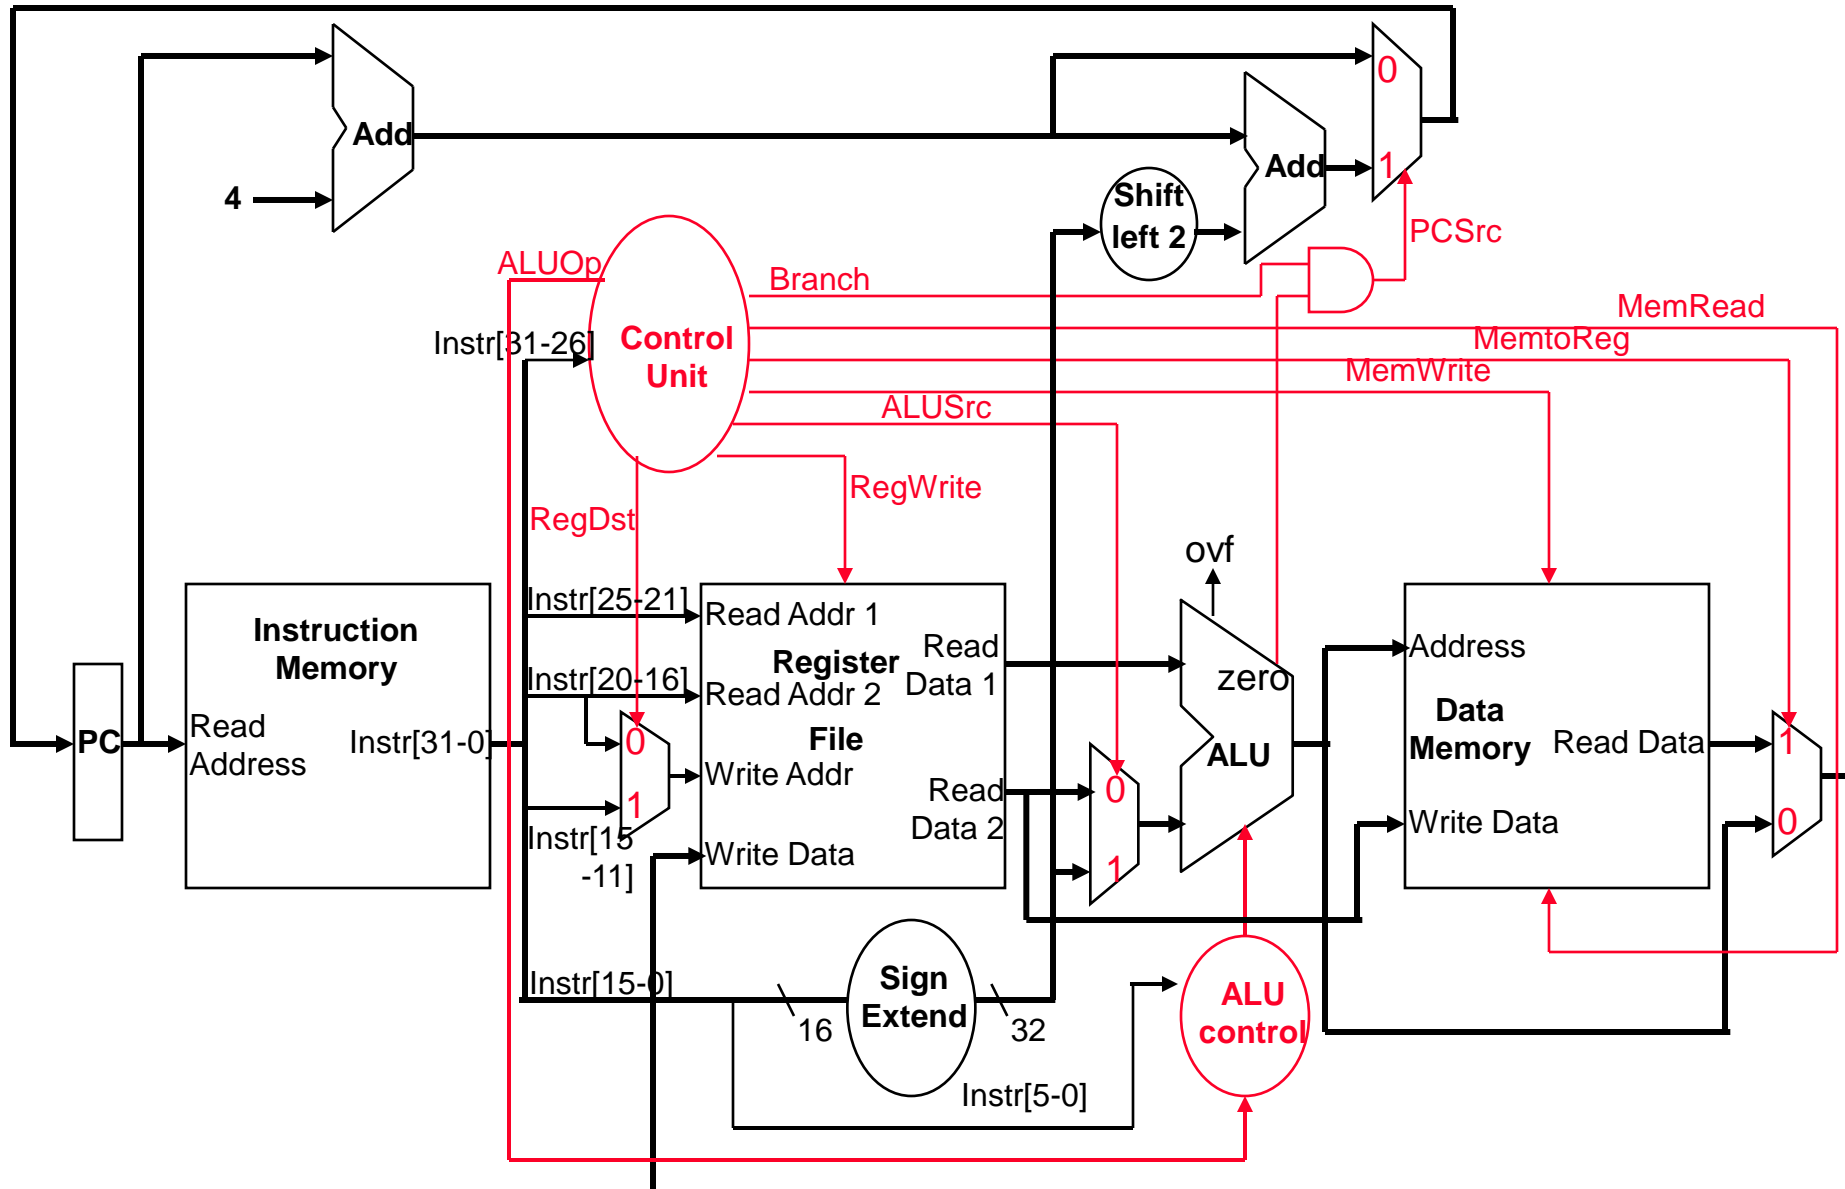 0
Add
1
Add
4
Shift
left 2
PCSrc
ALUOp
Branch
MemRead
Instr[31-26]
Control
Unit
MemtoReg
MemWrite
ALUSrc
RegWrite
RegDst
ovf
Instr[25-21]
Read Addr 1
Instruction
Memory
Register
Read
Data 1
Address
Instr[20-16]
Read Addr 2
zero
Data
Memory
PC
Read
Address
Instr[31-0]
0
File
Read Data
1
ALU
Write Addr
0
Read
Data 2
1
Write Data
0
Instr[15
-11]
Write Data
1
Instr[15-0]
Sign
Extend
16
32
ALU
control
Instr[5-0]